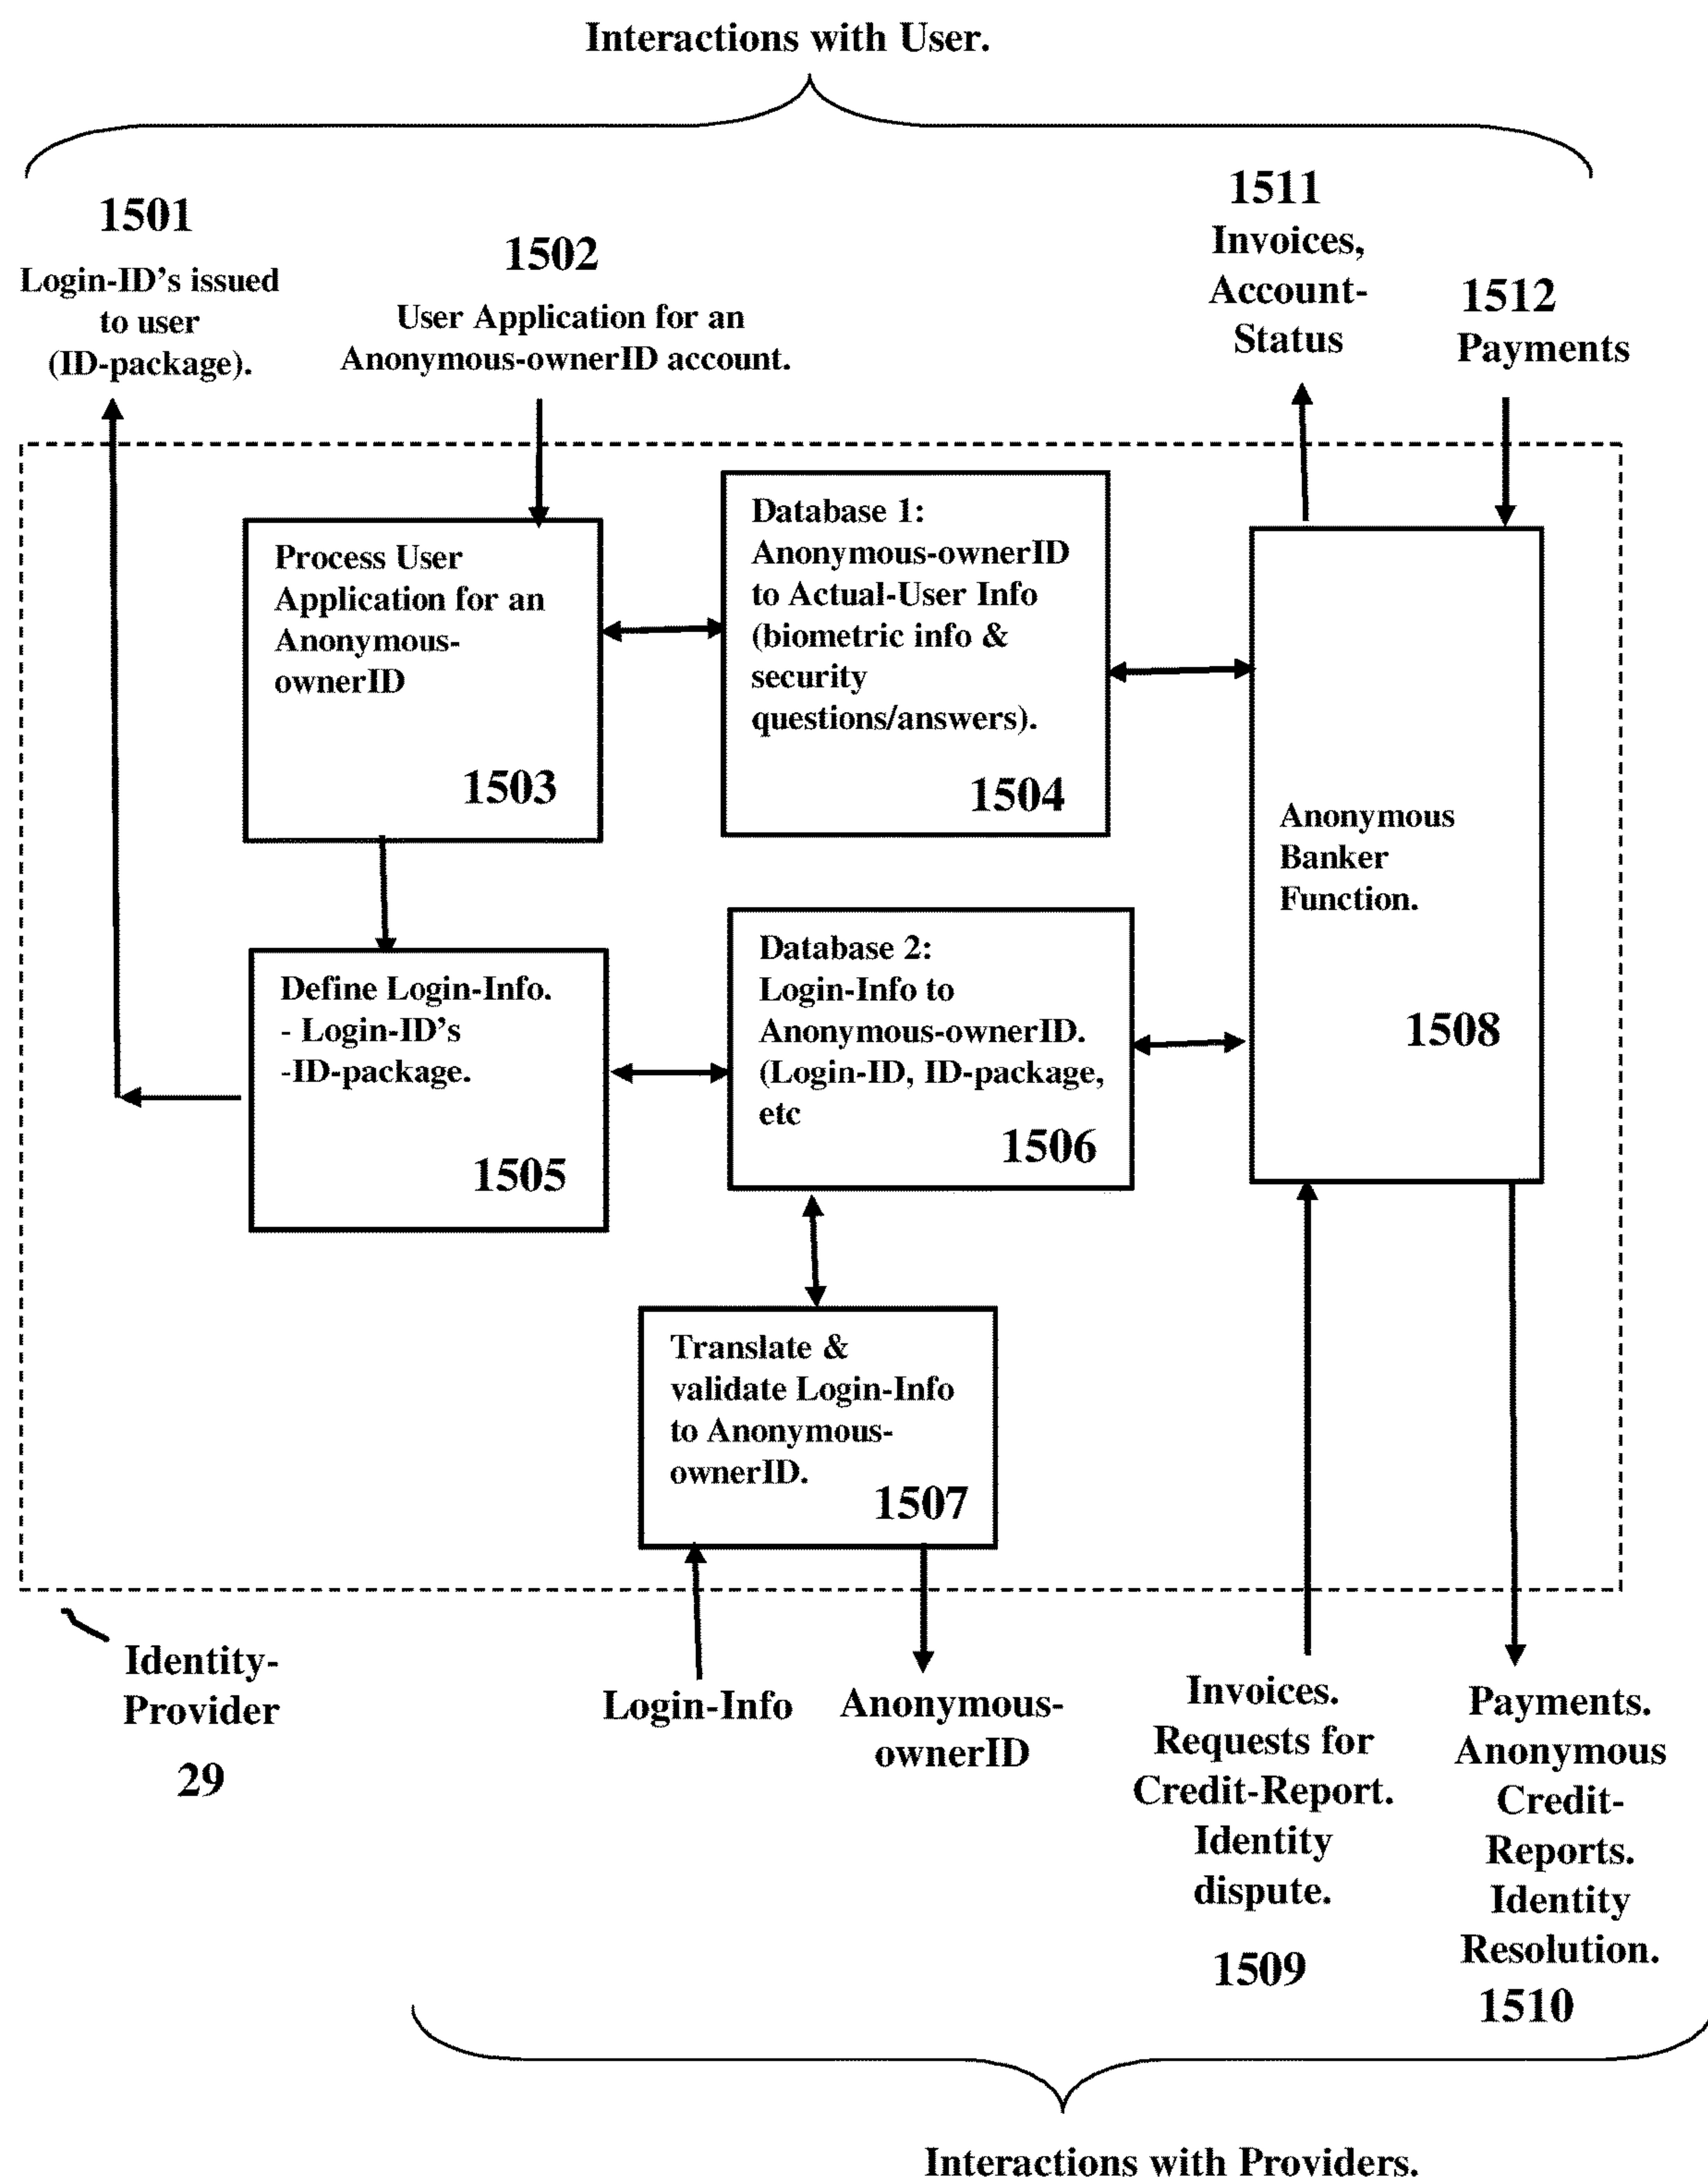 Interactions with User.
1501
Login-ID's issued
to user
(ID-package).
1502
User Application for an
Anonymous-ownerID account.
1511
Invoices,
Account-
Status
1512
Payments
Process User
Application for an
Anonymous-
ownerID
1503
Database 1:
Anonymous-ownerID
to Actual-User Info
(biometric info &
security
questions/answers).
1504
Anonymous
Banker
Function.
1508
Define Login-Info.
- Login-ID's
-ID-package.
1505
Database 2:
Login-Info to
Anonymous-ownerID.
(Login-ID, ID-package,
etc
1506
Translate &
validate Login-Info
to Anonymous-
ownerID.
1507
Identity-
Provider
29
Login-Info
Anonymous-
ownerID
Invoices.
Requests for
Credit-Report.
Identity
dispute.
1509
Payments.
Anonymous
Credit-
Reports.
Identity
Resolution.
1510
Interactions with Providers.